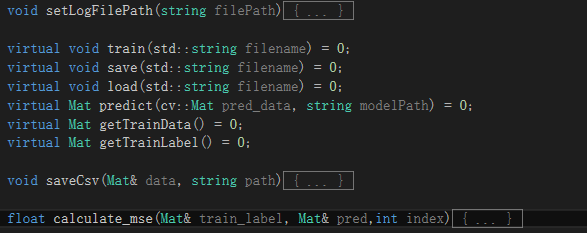 void setLogFilePath(string filePath){ ... }
virtual void train(std::string filename) = 0;
virtual void save(std::string filename) = 0;
virtual void load(std::string filename) = 0;
virtual Mat predict(cv::Mat pred_data, string modelPath) = 0;
virtual Mat getTrainData() = 0;
virtual Mat getTrainLabel() = 0;
void saveCsv(Mat& data, string path){ ... }
float calculate_mse(Mat& train_label, Mat& pred,int index){ ... }